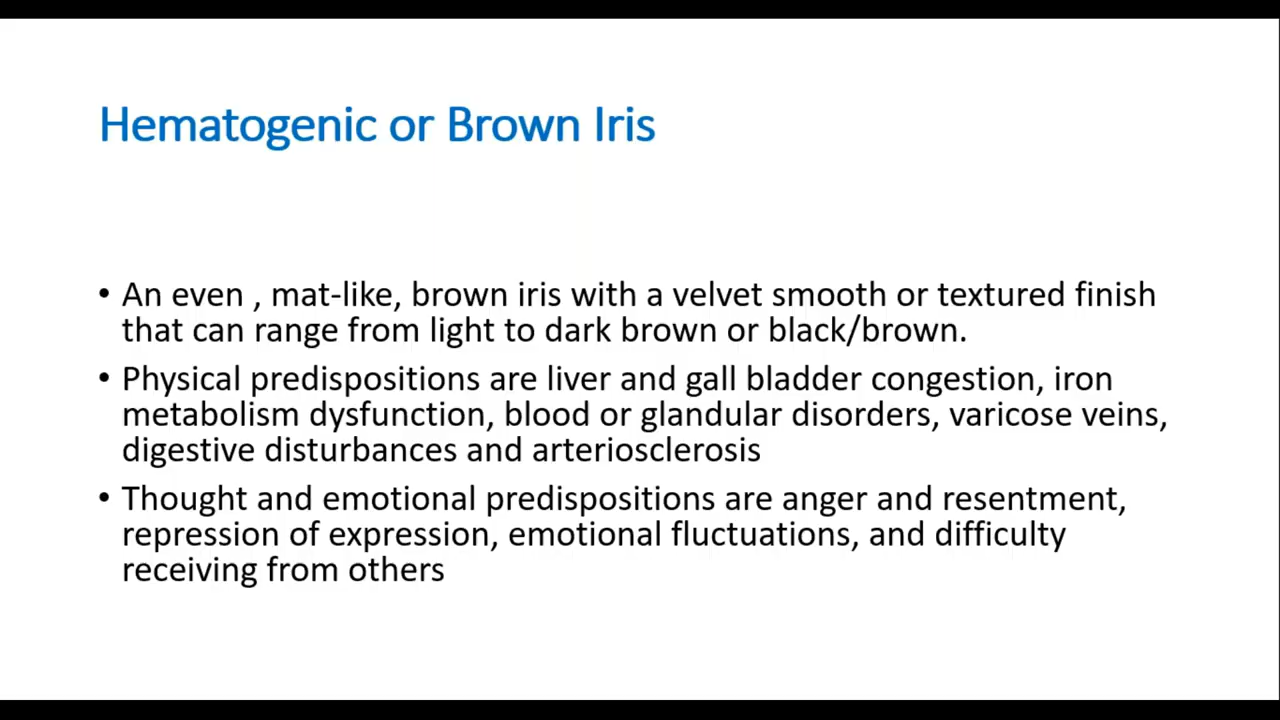 Hematogenic or Brown Iris
• An even , mat-like, brown iris with a velvet smooth or textured finish
that can range from light to dark brown or black/brown.
• Physical predispositions are liver and gall bladder congestion, iron
metabolism dysfunction, blood or glandular disorders, varicose veins,
digestive disturbances and arteriosclerosis
• Thought and emotional predispositions are anger and resentment,
repression of expression, emotional fluctuations, and difficulty
receiving from others